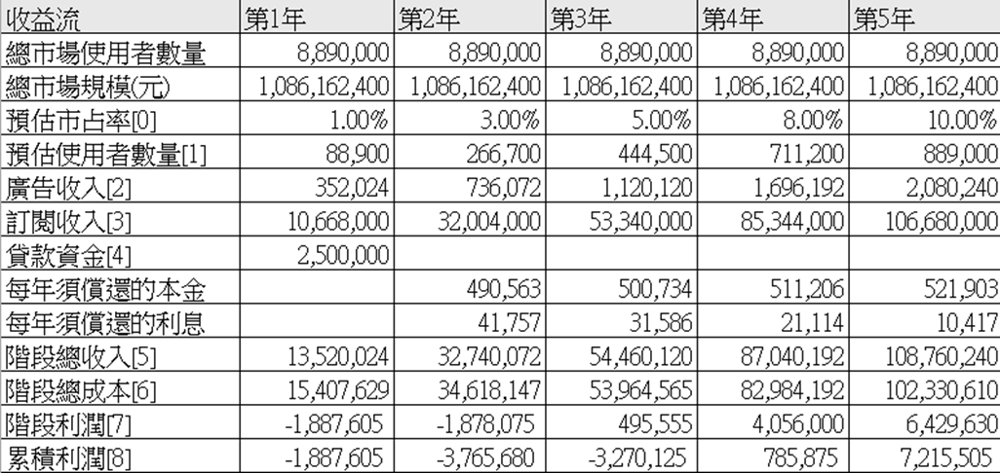 收益流 第1年 第2年 第3年 第4年 第5年
總市場使用者數量 8,890,000 8,890,000 8,890,000 8,890,000 8,890,000
總市場規模(元) 1,086,162,400 1,086,162,400 1,086,162,400 1,086,162,400 1,086,162,400
預估市占率[0] 1.00% 3.00% 5.00% 8.00% 10.00%
預估使用者數量[1] 88,900 266,700 444,500 711,200 889,000
廣告收入[2] 352,024 736,072 1,120,120 1,696,192 2,080,240
訂閱收入[3] 10,668,000 32,004,000 53,340,000 85,344,000 106,680,000
貸款資金[4] 2,500,000
每年須償還的本金 490,563 500,734 511,206 521,903
每年須償還的利息 41,757 31,586 21,114 10,417
階段總收入[5] 13,520,024 32,740,072 54,460,120 87,040,192 108,760,240
階段總成本[6] 15,407,629 34,618,147 53,964,565 82,984,192 102,330,610
階段利潤[7] -1,887,605 -1,878,075 495,555 4,056,000 6,429,630
累積利潤[8] -1,887,605 -3,765,680 -3,270,125 785,875 7,215,505